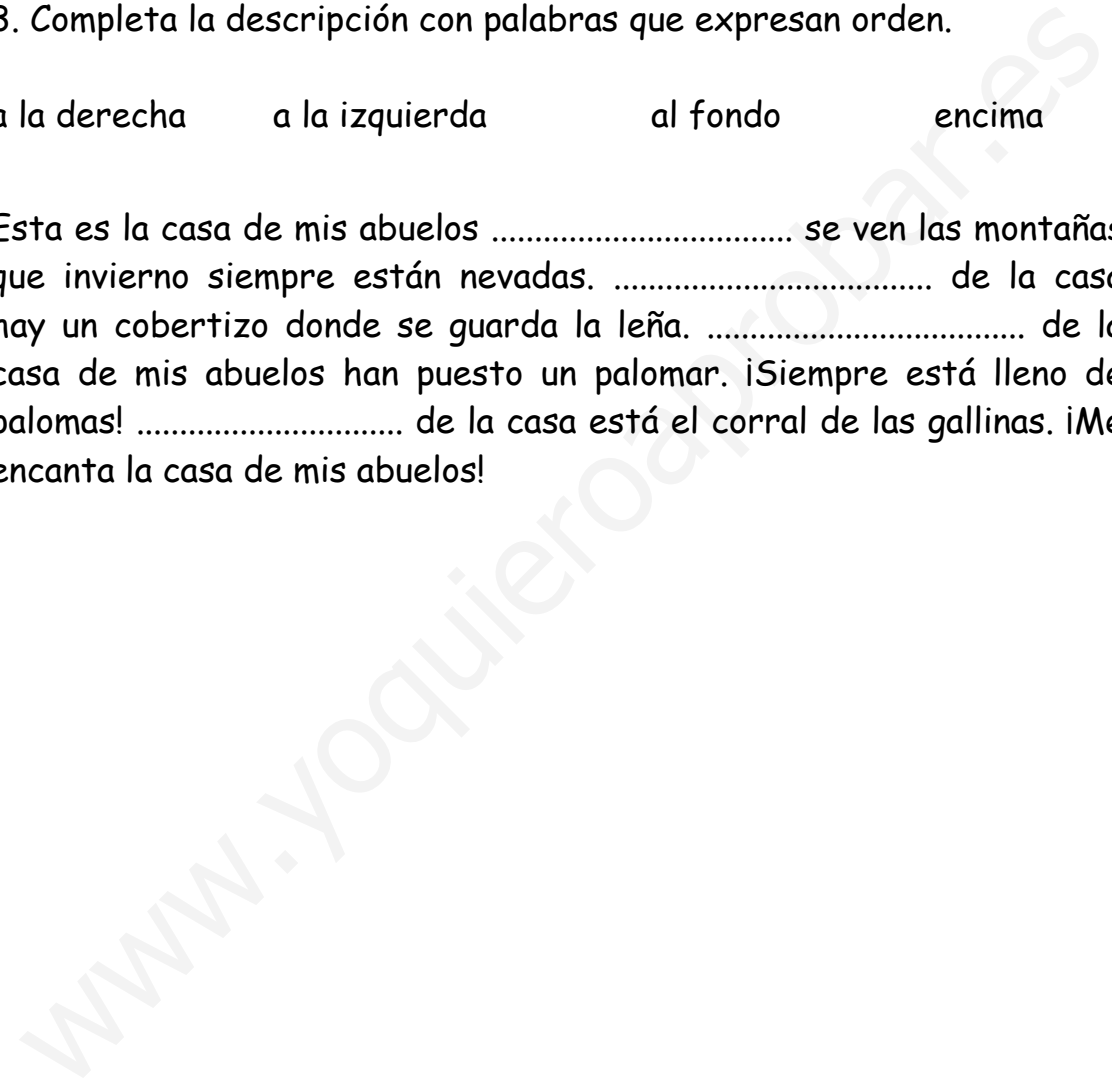 3. Completa la descripción con palabras que expresan orden.
a la derecha a la izquierda al fondo encima
Esta es la casa de mis abuelos .................................. se ven las montañas
que invierno siempre están nevadas. .................................... de la casa
hay un cobertizo donde se guarda la leña. .................................... de la
casa de mis abuelos han puesto un palomar. ¡Siempre está lleno de
palomas! .............................. de la casa está el corral de las gallinas. ¡Me
encanta la casa de mis abuelos!
www.yoquieroaprobar.es